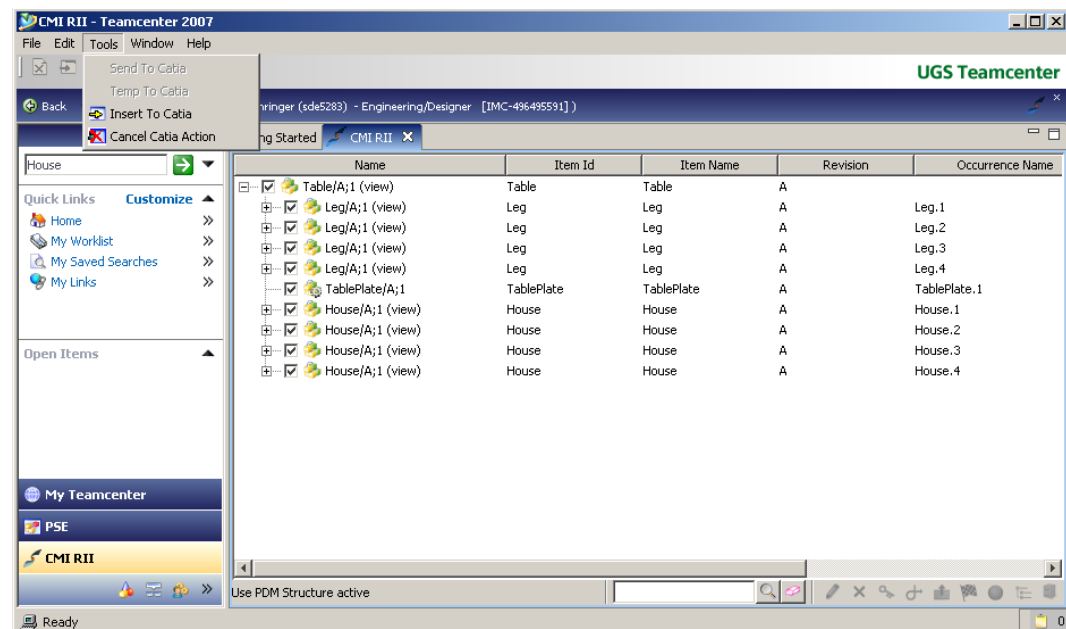 CMI RII - Teamcenter 2007
File Edit Tools Window Help
Send To Catia
Temp To Catia
Insert To Catia
Cancel Catia Action
UGS Teamcenter
Back
(sde5283) - Engineering/Designer [IMC-496495591] )
Started CMI RII
House
Quick Links Customize
Home
My Worklist
My Saved Searches
My Links
Open Items
My Teamcenter
PSE
CMI RII
Name Item Id Item Name Revision Occurrence Name
Table/A;1 (view) Table Table A
Leg/A;1 (view) Leg Leg A Leg.1
Leg/A;1 (view) Leg Leg A Leg.2
Leg/A;1 (view) Leg Leg A Leg.3
Leg/A;1 (view) Leg Leg A Leg.4
TablePlate/A;1 TablePlate TablePlate A TablePlate.1
House/A;1 (view) House House A House.1
House/A;1 (view) House House A House.2
House/A;1 (view) House House A House.3
House/A;1 (view) House House A House.4
Use PDM Structure active
Ready 0